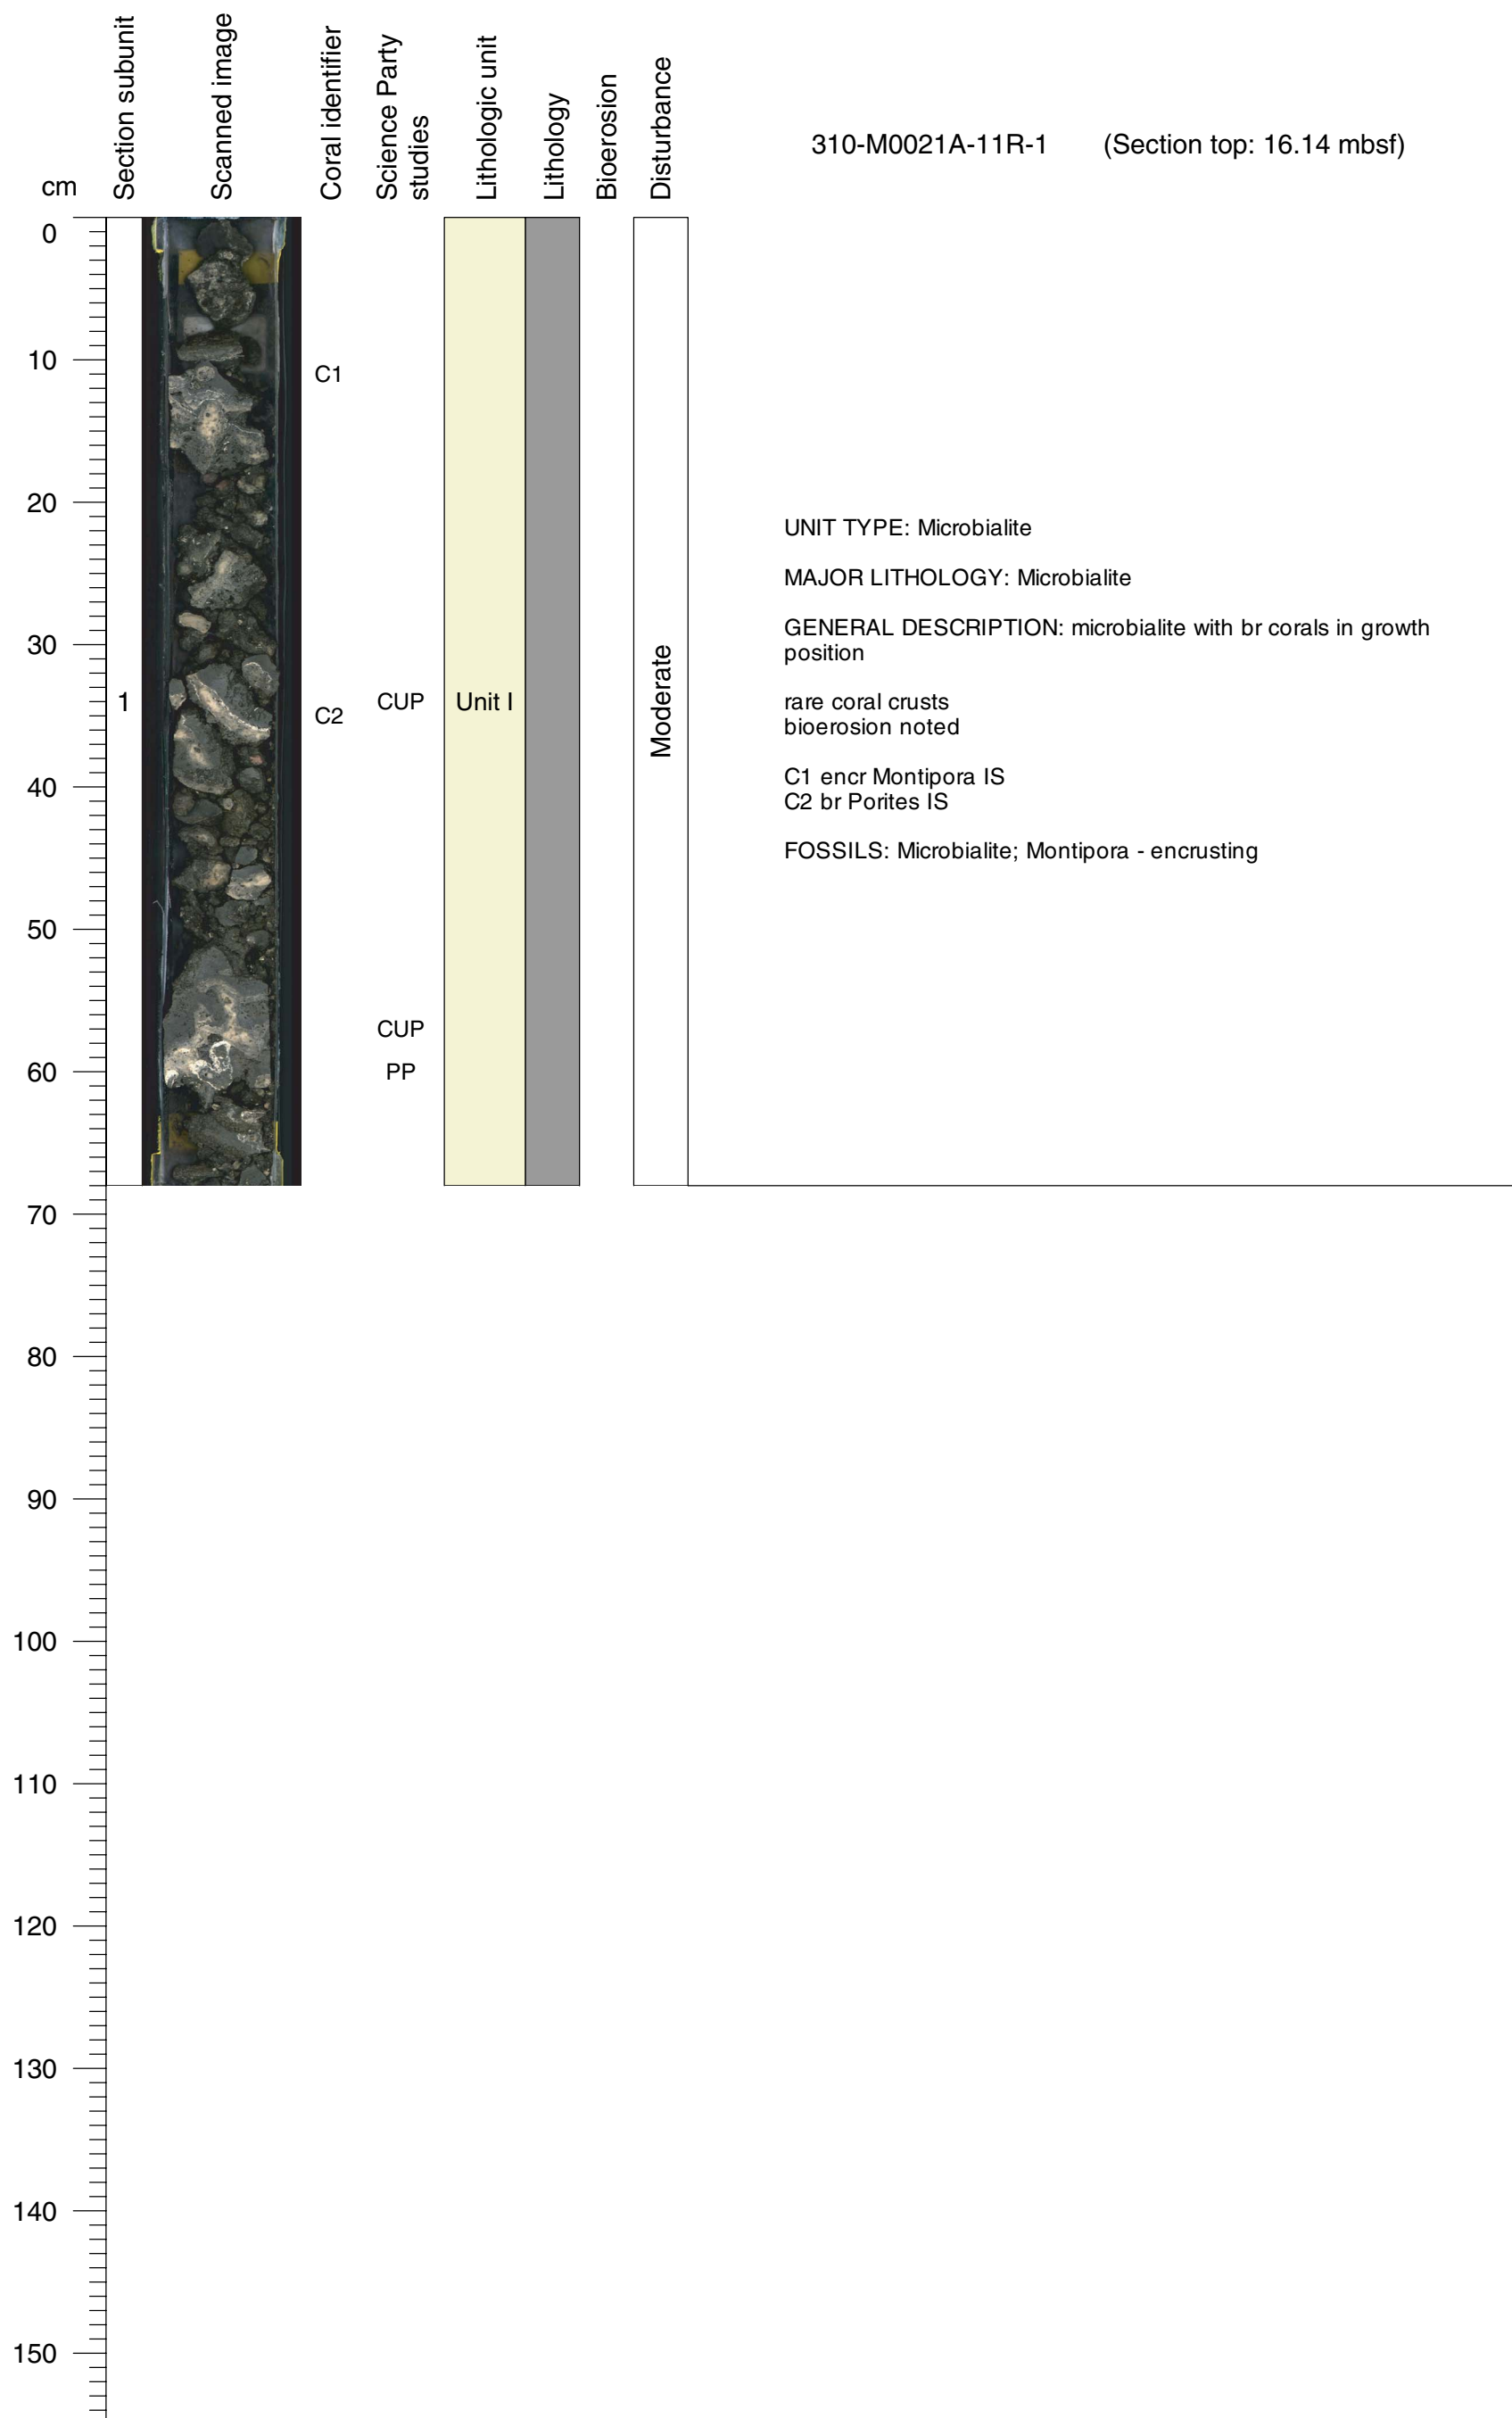 Section subunit
Scanned image
Coral identifier
Science Party
studies
Lithologic unit
Lithology
Bioerosion
Disturbance
310-M0021A-11R-1 (Section top: 16.14 mbsf)
cm
0
10
C1
20
UNIT TYPE: Microbialite
MAJOR LITHOLOGY: Microbialite
GENERAL DESCRIPTION: microbialite with br corals in growth
position
30
1
C2
CUP
Unit I
Moderate
rare coral crusts
bioerosion noted
C1 encr Montipora IS
C2 br Porites IS
40
FOSSILS: Microbialite; Montipora - encrusting
50
CUP
60
PP
70
80
90
100
110
120
130
140
150